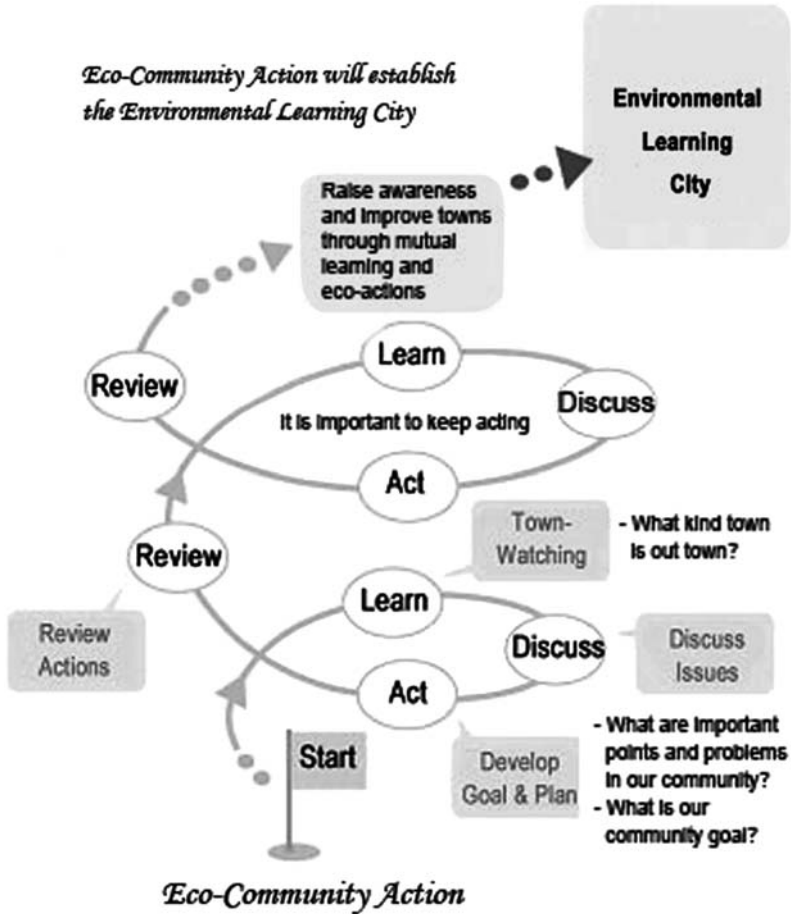 Eco-Community Action will establish
the Environmental Learning City
Environmental
Learning
City
Raise awareness
and improve towns
through mutual
learning and
eco-actions
Learn
Review
Discuss
It is important to keep acting
Act
Town-
Watching
- What kind town
is out town?
Review
Learn
Review
Actions
Discuss
Discuss
Issues
Act
Start
Develop
Goal & Plan
- What are important
points and problems
in our community?
- What is our
community goal?
Eco-Community Action